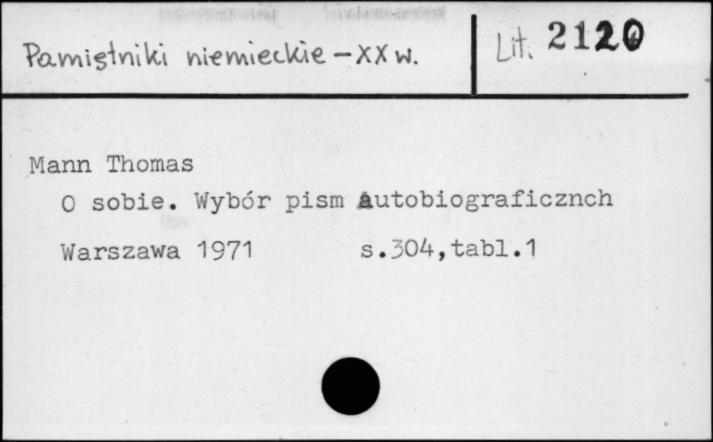 Pamiętniki niemieckie – XX w.
Lit. 2120
Mann Thomas
O sobie. Wybór pism autobiograficznch
Warszawa 1971 s.304,tabl.1